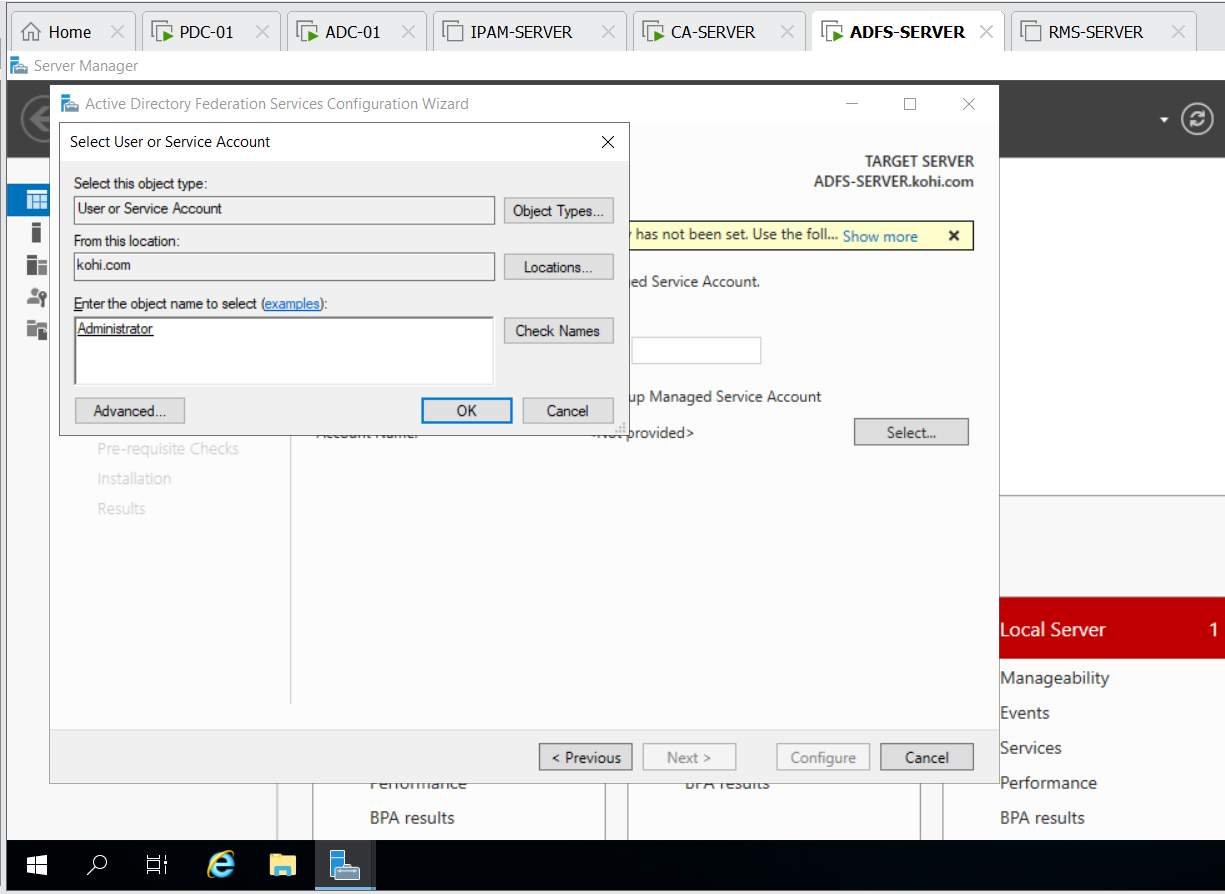 Home
PDC-01
ADC-01
IPAM-SERVER
CA-SERVER
ADFS-SERVER
RMS-SERVER
Server Manager
Active Directory Federation Services Configuration Wizard
Select User or Service Account
TARGET SERVER
ADFS-SERVER.kohi.com
Select this object type:
User or Service Account
Object Types...
has not been set. Use the foll... Show more
From this location:
kohi.com
Locations...
Service Account.
Enter the object name to select (examples):
Administrator
Check Names
Managed Service Account
Advanced...
OK
Cancel
Account Name:
provided>
Select...
Pre-requisite Checks
Installation
Results
Local Server 1
Manageability
Events
Services
Performance
BPA results
< Previous
Next >
Configure
Cancel
Performance
BPA results
BPA results